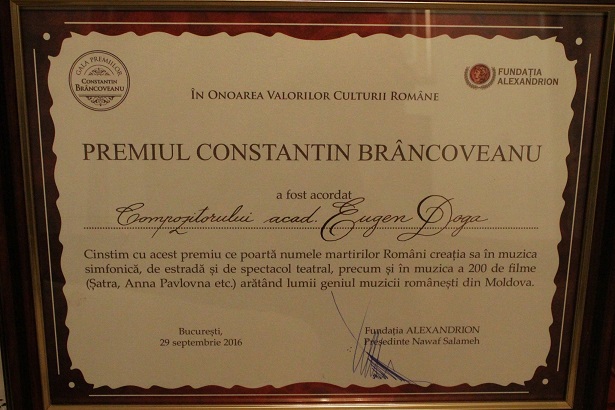 GALA PREMIILOR
CONSTANTIN
BRÂNCOVEANU
FUNDAȚIA
ALEXANDRION
ÎN ONOAREA VALORILOR CULTURII ROMÂNE
PREMIUL CONSTANTIN BRÂNCOVEANU
a fost acordat
Compozitorului acad. Eugen Doga
Cinstim cu acest premiu ce poartă numele martirilor Români creația sa în muzica
simfonică, de estradă și de spectacol teatral, precum și în muzica a 200 de filme
(Șatra, Anna Pavlovna etc.) arătând lumii geniul muzicii românești din Moldova.
București,
29 septembrie 2016
Fundația ALEXANDRION
Președinte Nawaf Salameh